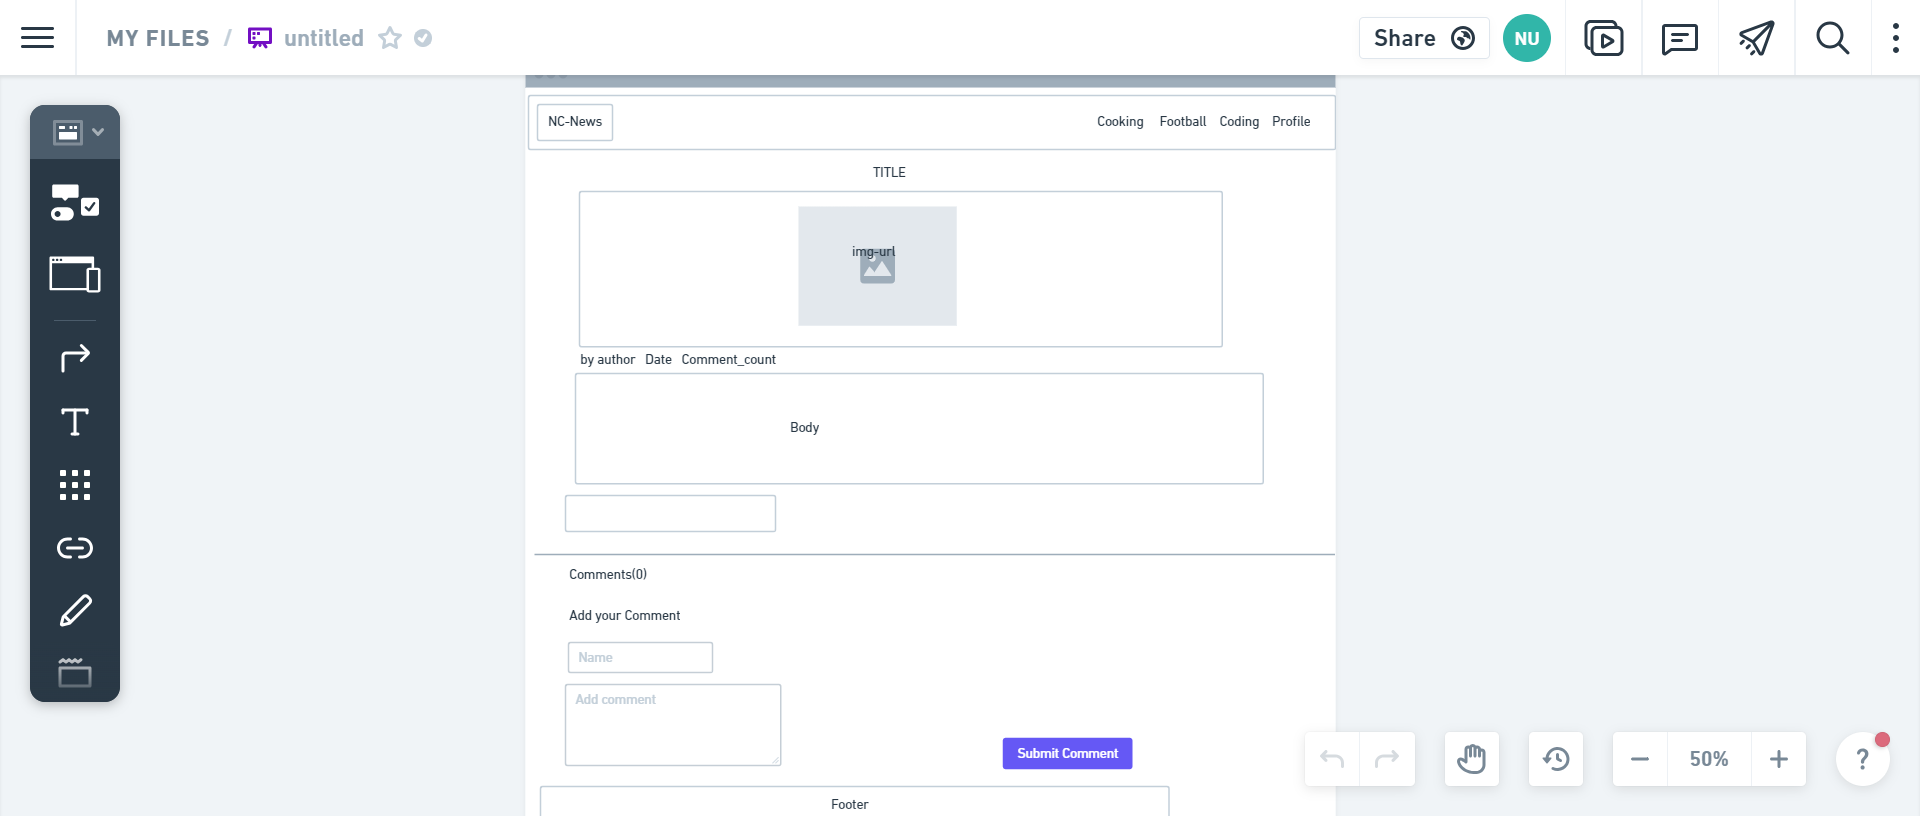 MY FILES / untitled
Share
NU
NC-News
Cooking Football Coding Profile
TITLE
img-url
by author Date Comment_count
Body
Comments(0)
Add your Comment
Name
Add comment
Submit Comment
50%
?
Footer